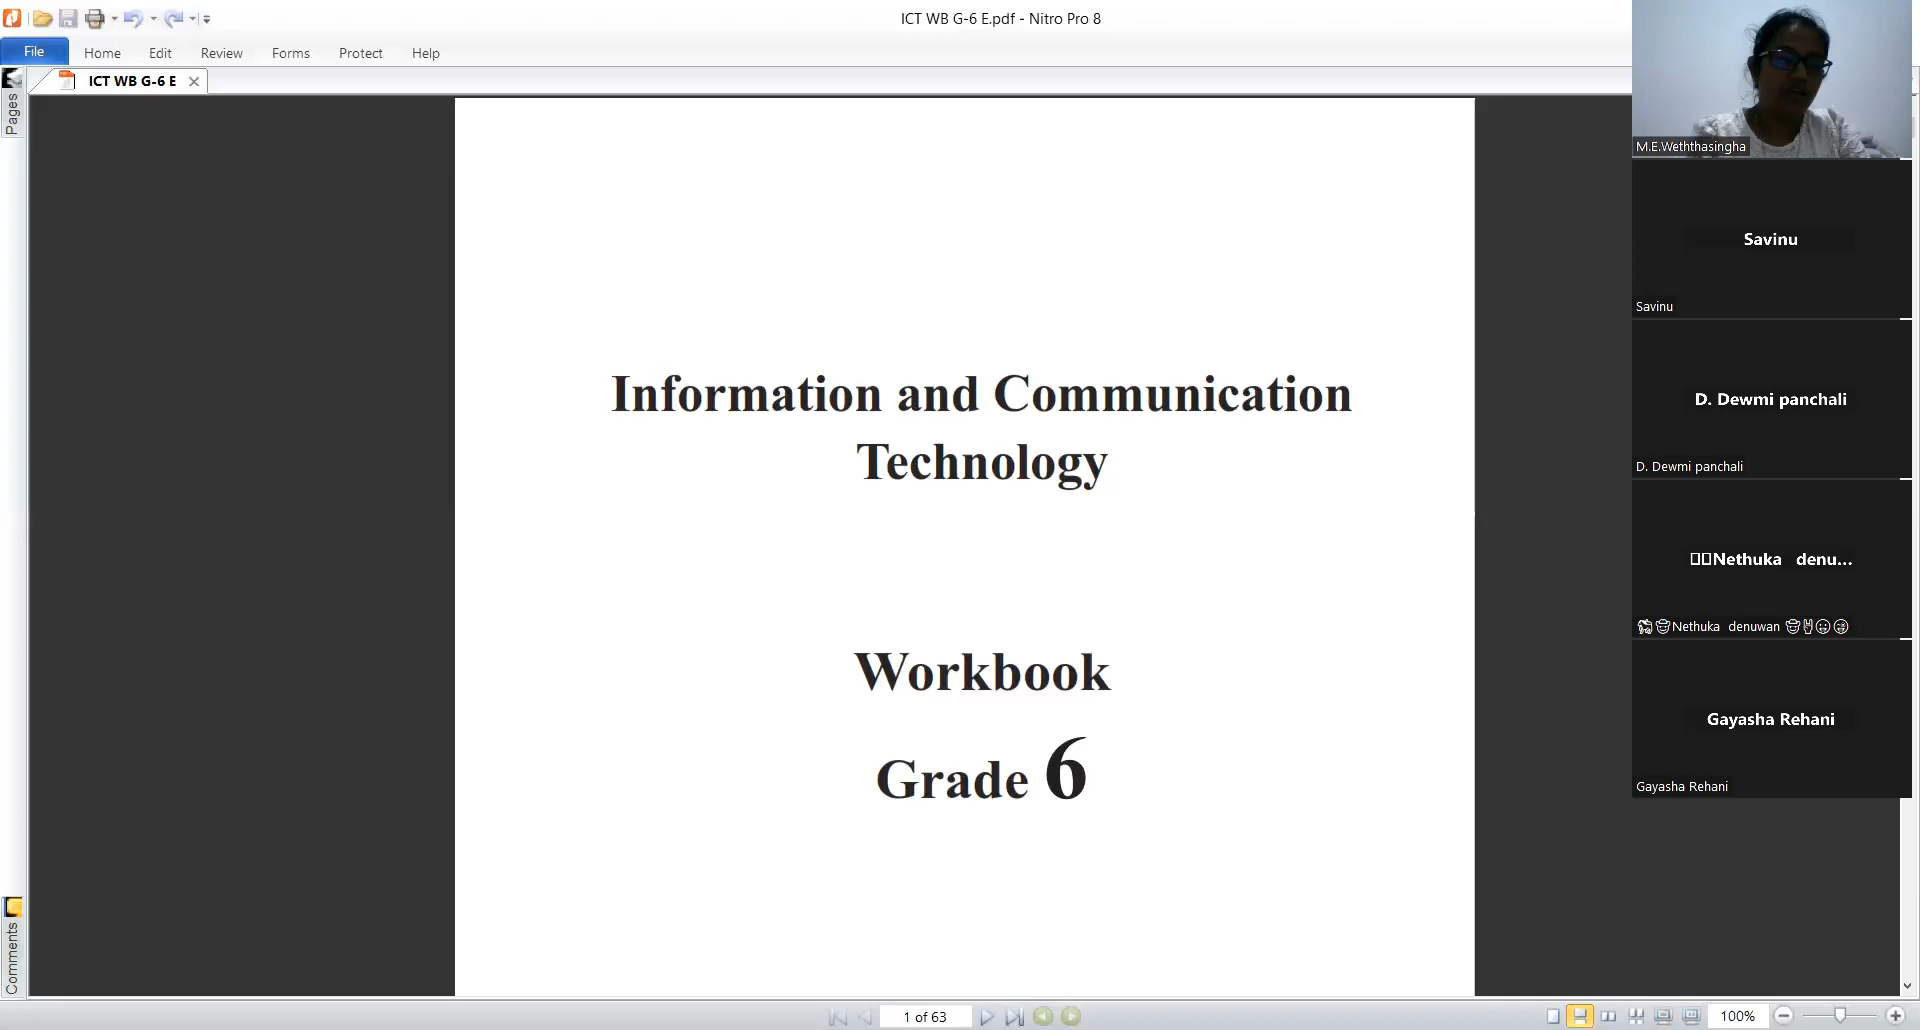 ICT WB G-6 E.pdf - Nitro Pro 8
File Home Edit Review Forms Protect Help
ICT WB G-6 E
Pages
Information and Communication
Technology
Workbook
Grade 6
Comments
1 of 63
100%
M.E.Weththasingha
Savinu
Savinu
D. Dewmi panchali
D. Dewmi panchali
Nethuka denu...
Nethuka denuwan
Gayasha Rehani
Gayasha Rehani